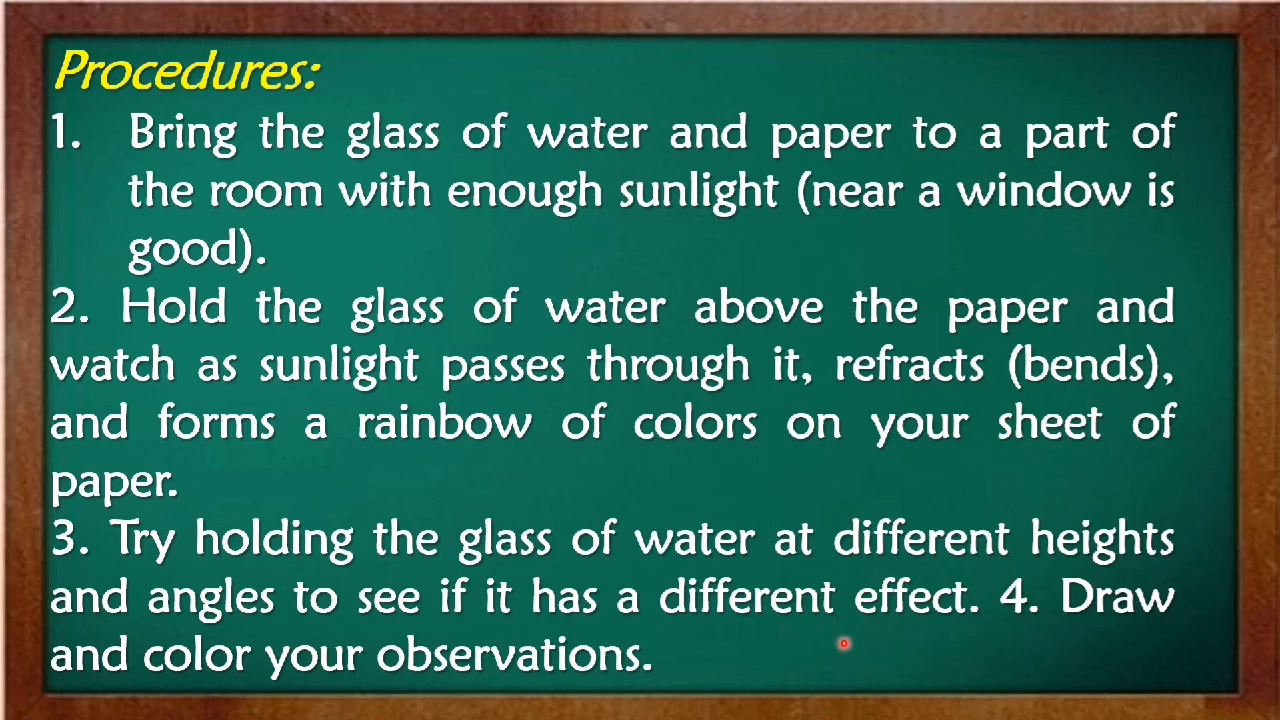 Procedures:
1. Bring the glass of water and paper to a part of
the room with enough sunlight (near a window is
good).
2. Hold the glass of water above the paper and
watch as sunlight passes through it, refracts (bends),
and forms a rainbow of colors on your sheet of
paper.
3. Try holding the glass of water at different heights
and angles to see if it has a different effect. 4. Draw
and color your observations.